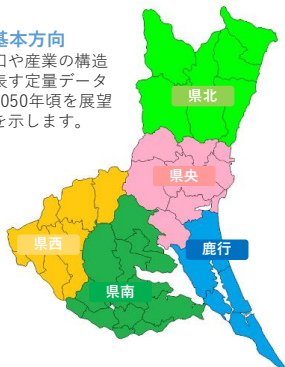 基本方向
口や産業の構造
表す定量データ
050年頃を展望
を示します。
県北
県央
県西
鹿行
県南